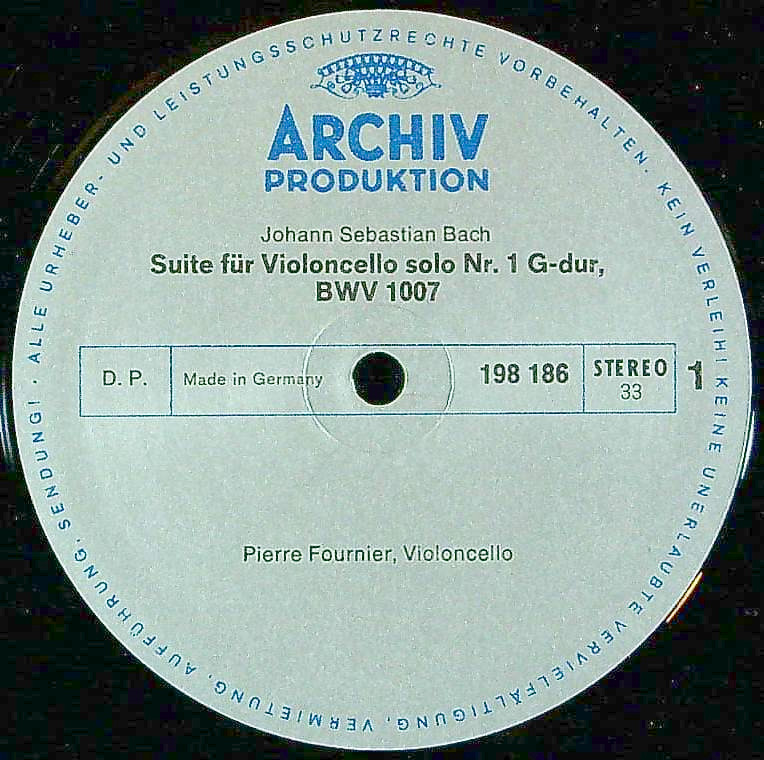 ARCHIV
PRODUKTION
Johann Sebastian Bach
Suite für Violoncello solo Nr. 1 G-dur,
BWV 1007
D. P.
Made in Germany
198 186
STEREO
33
1
Pierre Fournier, Violoncello
ALLE URHEBER- UND LEISTUNGSSCHUTZRECHTE VORBEHALTEN · KEIN VERLEIH! KEINE UNERLAUBTE VERVIELFÄLTIGUNG, VERMIETUNG, AUFFÜHRUNG, SENDUNG! ·